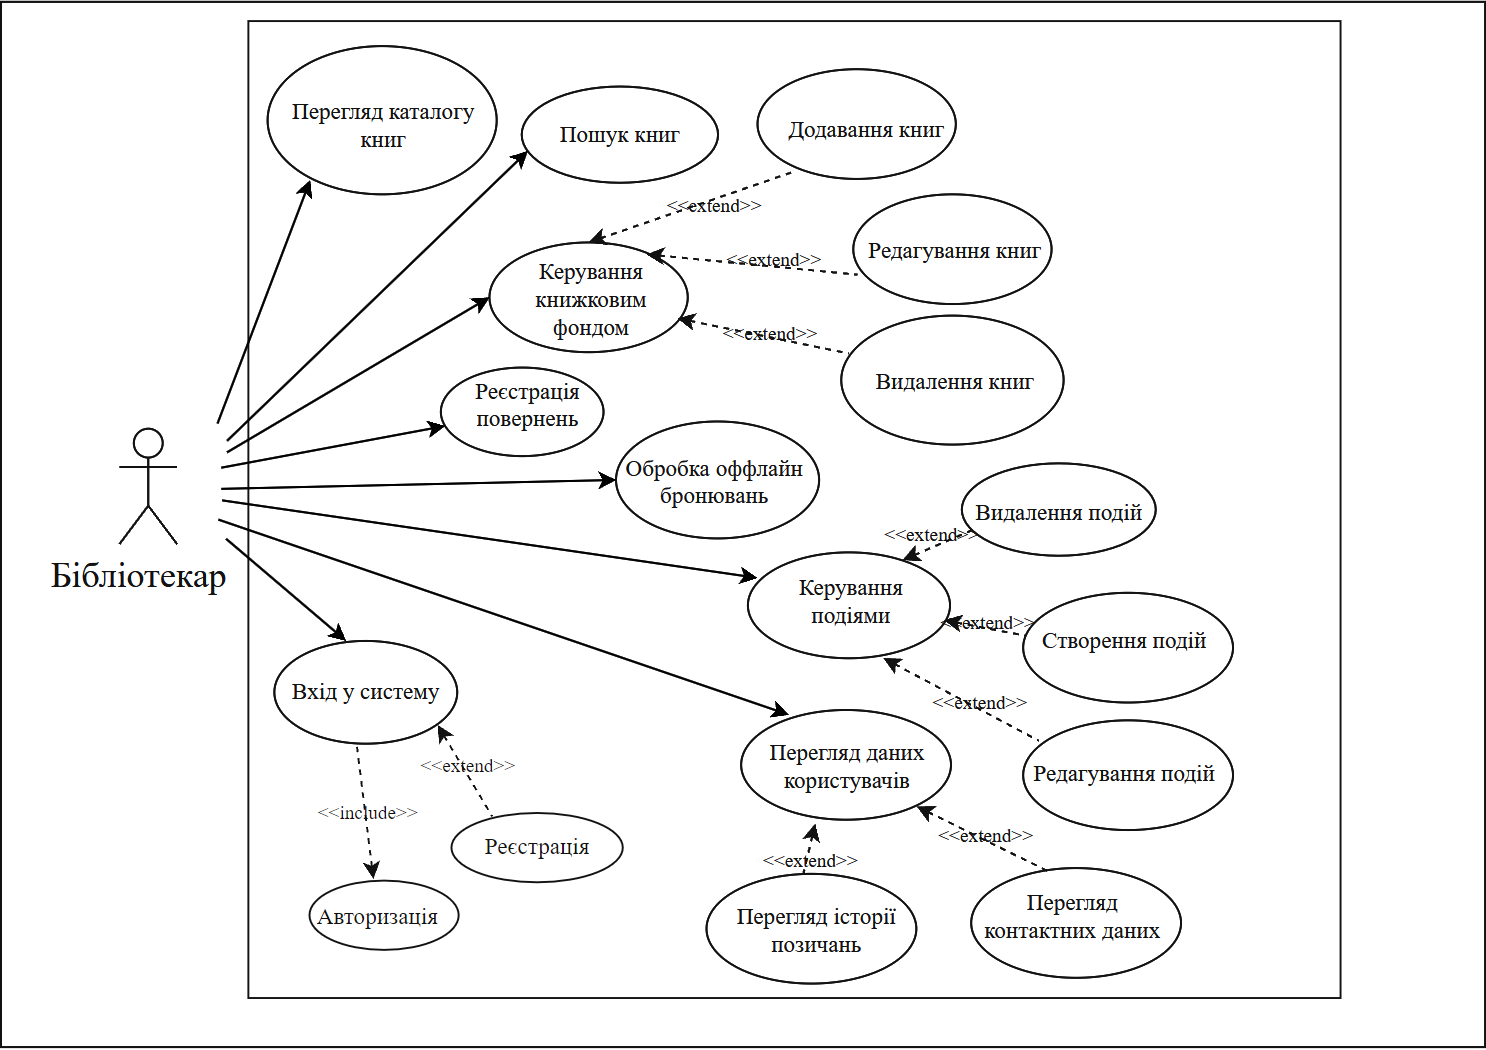 Перегляд каталогу
книг
Пошук книг
Додавання книг
<<extend>>
Редагування книг
<<extend>>
Керування
книжковим
фондом
<<extend>>
Видалення книг
Реєстрація
повернень
Обробка оффлайн
бронювань
Видалення подій
<<extend>>
Бібліотекар
Керування
подіями
<<extend>>
Створення подій
Вхід у систему
<<extend>>
Перегляд даних
користувачів
Редагування подій
<<extend>>
<<include>>
<<extend>>
Реєстрація
<<extend>>
Авторизація
Перегляд історії
позичань
Перегляд
контактних даних